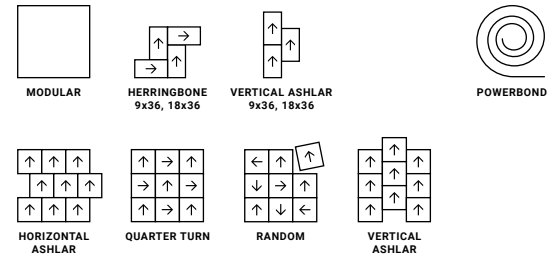 MODULAR
HERRINGBONE
9x36, 18x36
VERTICAL ASHLAR
9x36, 18x36
POWERBOND
HORIZONTAL
ASHLAR
QUARTER TURN
RANDOM
VERTICAL
ASHLAR